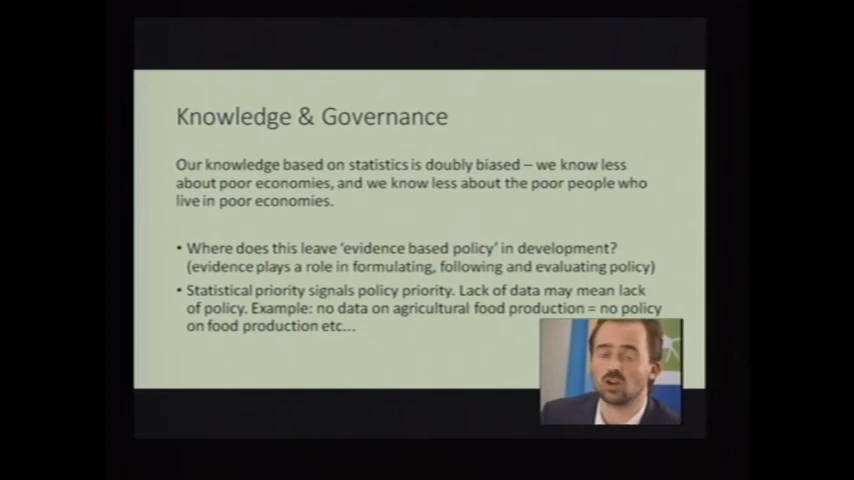 Knowledge & Governance
Our knowledge based on statistics is doubly biased – we know less
about poor economies, and we know less about the poor people who
live in poor economies.
• Where does this leave ‘evidence based policy’ in development?
(evidence plays a role in formulating, following and evaluating policy)
• Statistical priority signals policy priority. Lack of data may mean lack
of policy. Example: no data on agricultural food production = no policy
on food production etc...